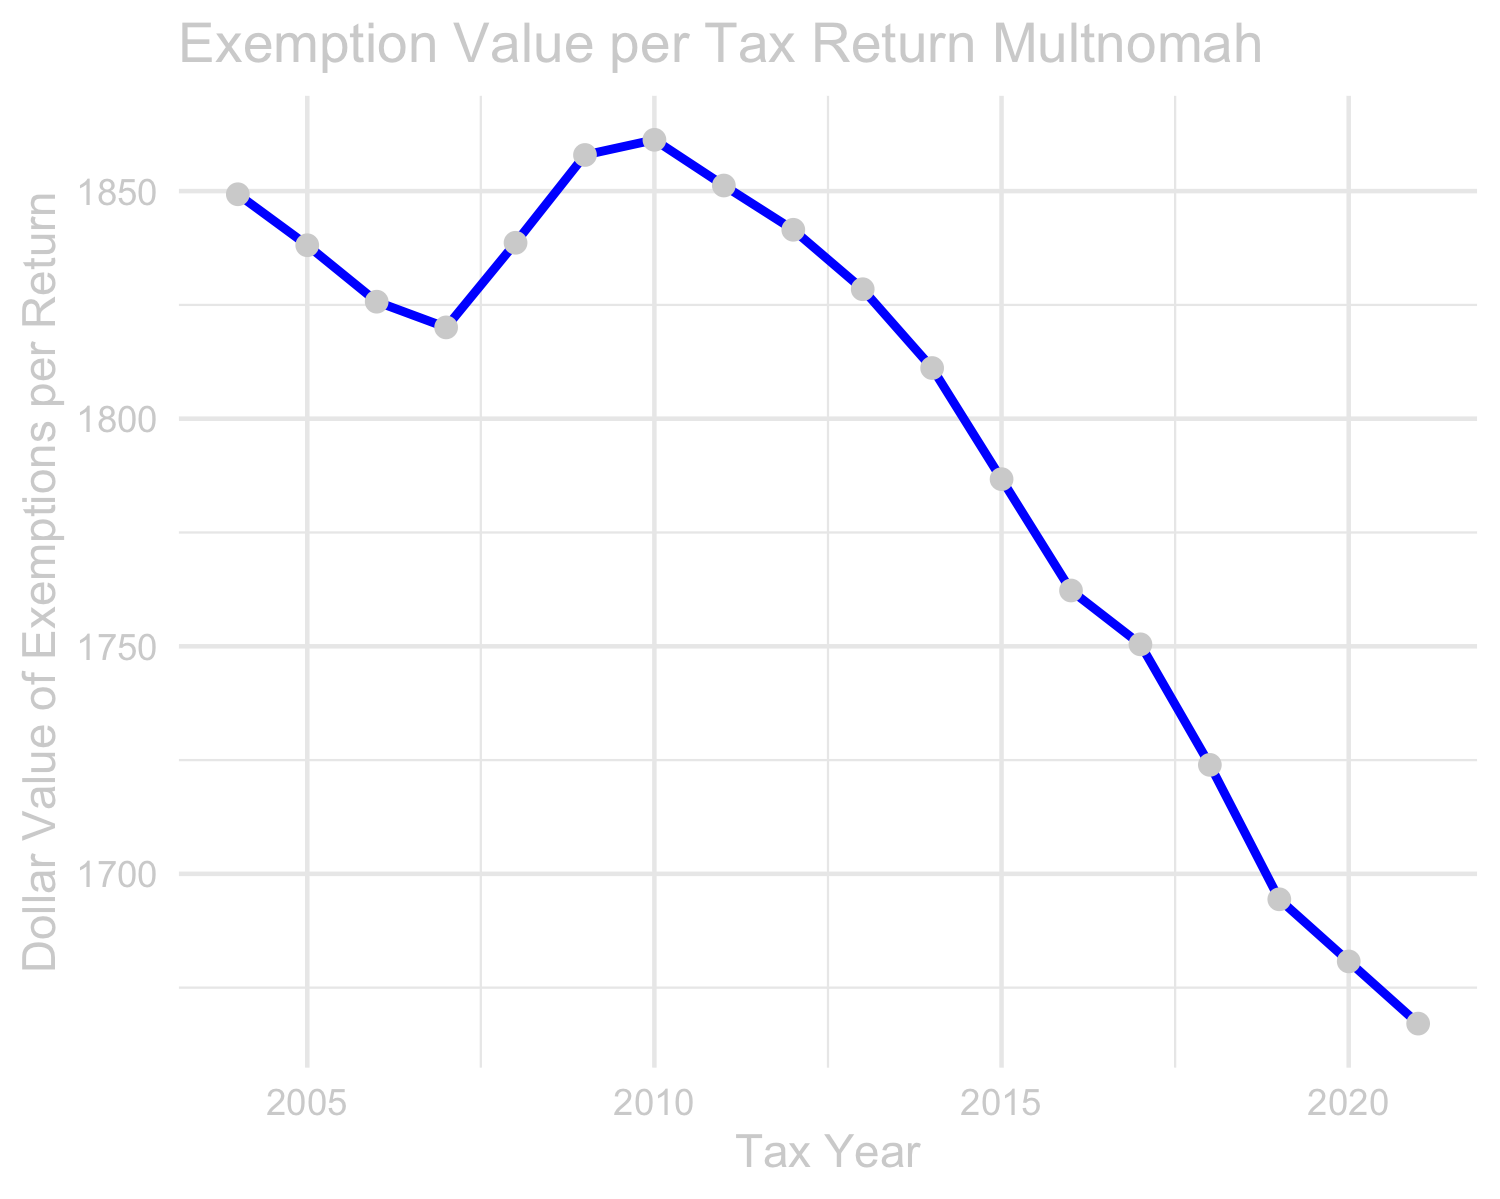 Exemption Value per Tax Return Multnomah
Dollar Value of Exemptions per Return
1850
1800
1750
1700
2005 2010 2015 2020
Tax Year